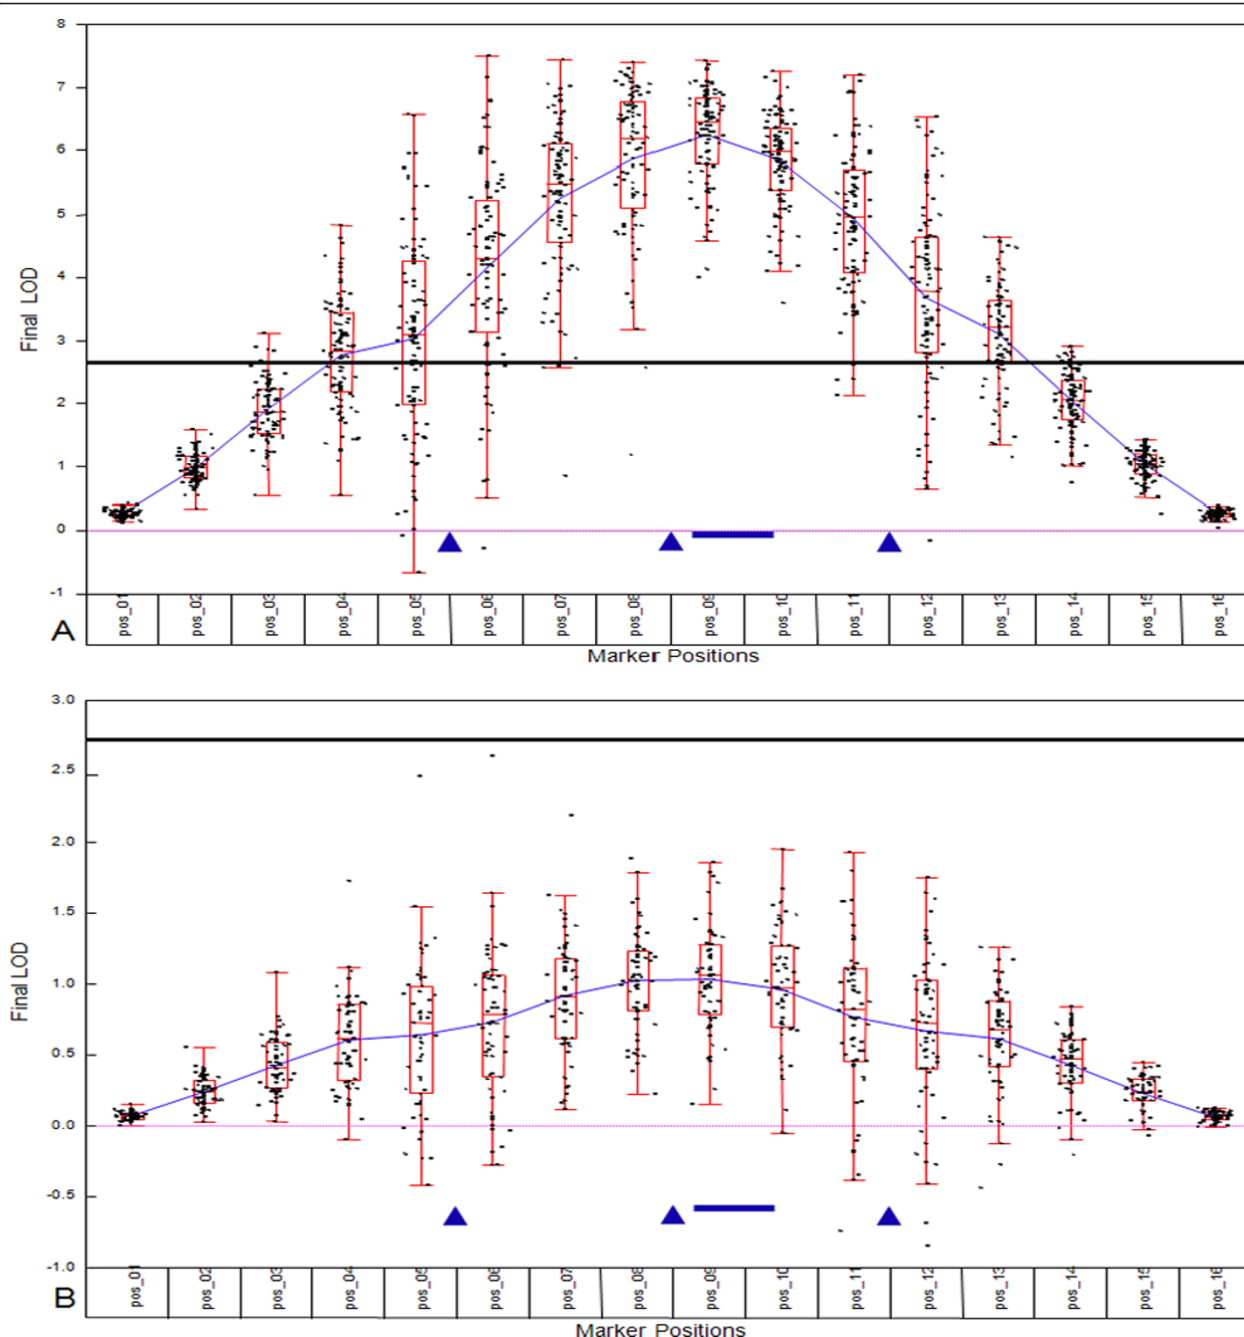 8
7
6
5
4
3
2
1
0
-1
Final LOD
pos_01 pos_02 pos_03 pos_04 pos_05 pos_06 pos_07 pos_08 pos_09 pos_10 pos_11 pos_12 pos_13 pos_14 pos_15 pos_16
A
Marker Positions
3.0
2.5
2.0
1.5
1.0
0.5
0.0
-0.5
-1.0
Final LOD
pos_01 pos_02 pos_03 pos_04 pos_05 pos_06 pos_07 pos_08 pos_09 pos_10 pos_11 pos_12 pos_13 pos_14 pos_15 pos_16
B
Marker Positions